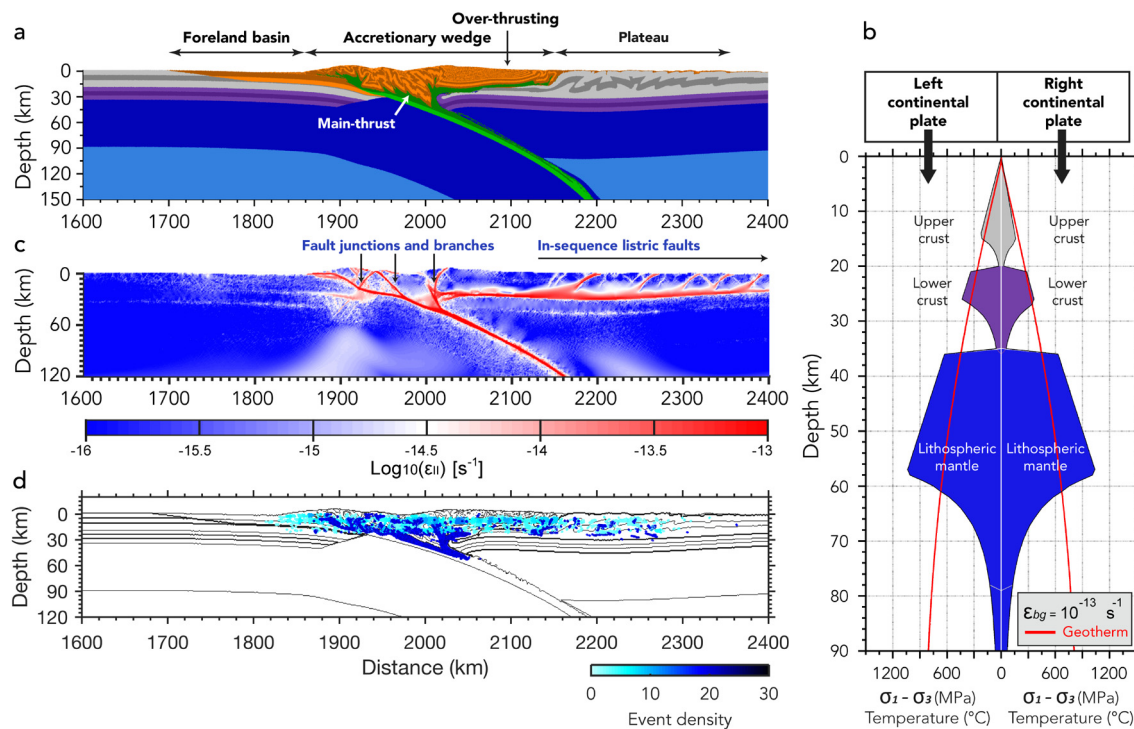 a
Foreland basin
Accretionary wedge
Over-thrusting
Plateau
Main-thrust
Depth (km)
0
30
60
90
120
150
1600
1700
1800
1900
2000
2100
2200
2300
2400
c
Fault junctions and branches
In-sequence listric faults
Depth (km)
0
30
60
90
120
1600
1700
1800
1900
2000
2100
2200
2300
2400
-16
-15.5
-15
-14.5
-14
-13.5
-13
Log10(εII) [s-1]
d
Depth (km)
0
30
60
90
120
1600
1700
1800
1900
2000
2100
2200
2300
2400
Distance (km)
0
10
20
30
Event density
b
Left
continental
plate
Right
continental
plate
Depth (km)
0
10
20
30
40
50
60
70
80
90
Upper
crust
Upper
crust
Lower
crust
Lower
crust
Lithospheric
mantle
Lithospheric
mantle
εbg = 10-13 s-1
Geotherm
1200
600
0
600
1200
σ1 - σ3 (MPa)
σ1 - σ3 (MPa)
Temperature (°C)
Temperature (°C)